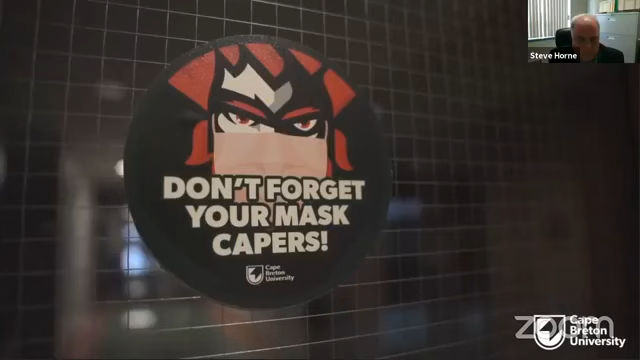 Steve Horne
DON'T FORGET
YOUR MASK
CAPERS!
Cape
Breton
University
zoom
Cape
Breton
University